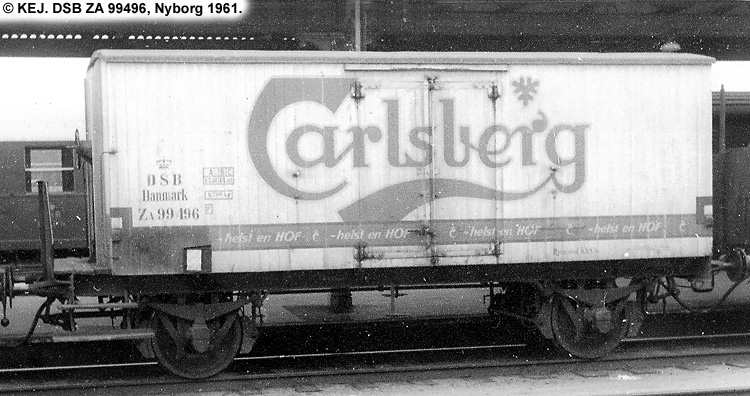 © KEJ. DSB ZA 99496, Nyborg 1961.
Carlsberg
D S B
Danmark
ZA 99496
-helst en HOF -helst en HOF -helst en HOF -helst en HOF